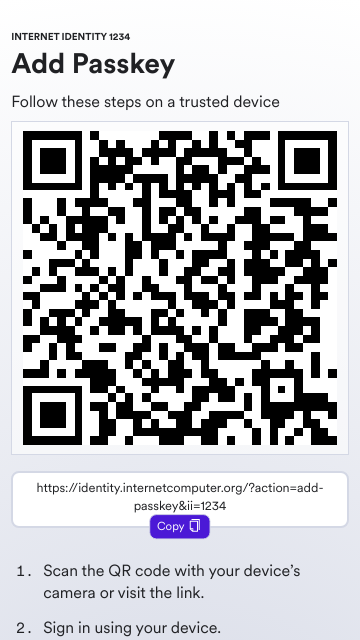 INTERNET IDENTITY 1234
Add Passkey
Follow these steps on a trusted device
https://identity.internetcomputer.org/?action=add-
passkey&ii=1234
Copy
1. Scan the QR code with your device's
camera or visit the link.
2. Sign in using your device.